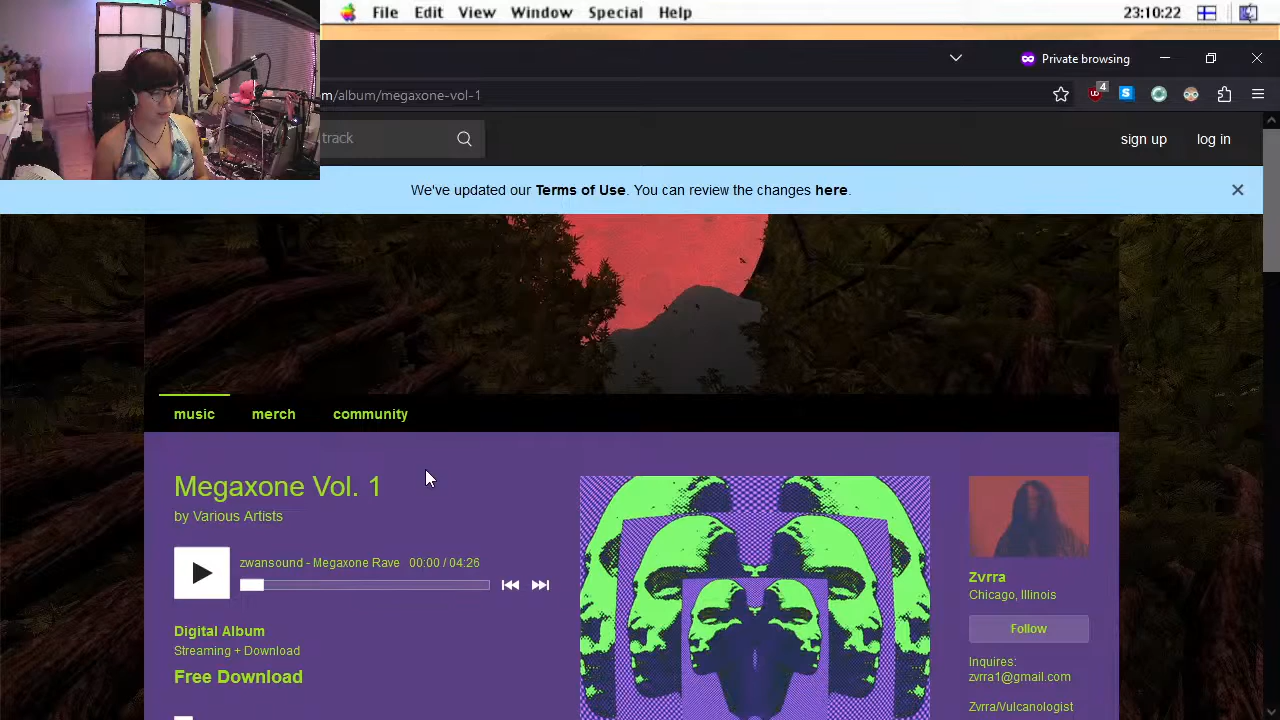 File Edit View Window Special Help 23:10:22
Private browsing
m/album/megaxone-vol-1
4
S
track
sign up log in
We've updated our Terms of Use. You can review the changes here.
music merch community
Megaxone Vol. 1
by Various Artists
zwansound - Megaxone Rave 00:00 / 04:26
Digital Album
Streaming + Download
Free Download
Zvrra
Chicago, Illinois
Follow
Inquires:
zvrra1@gmail.com
Zvrra/Vulcanologist